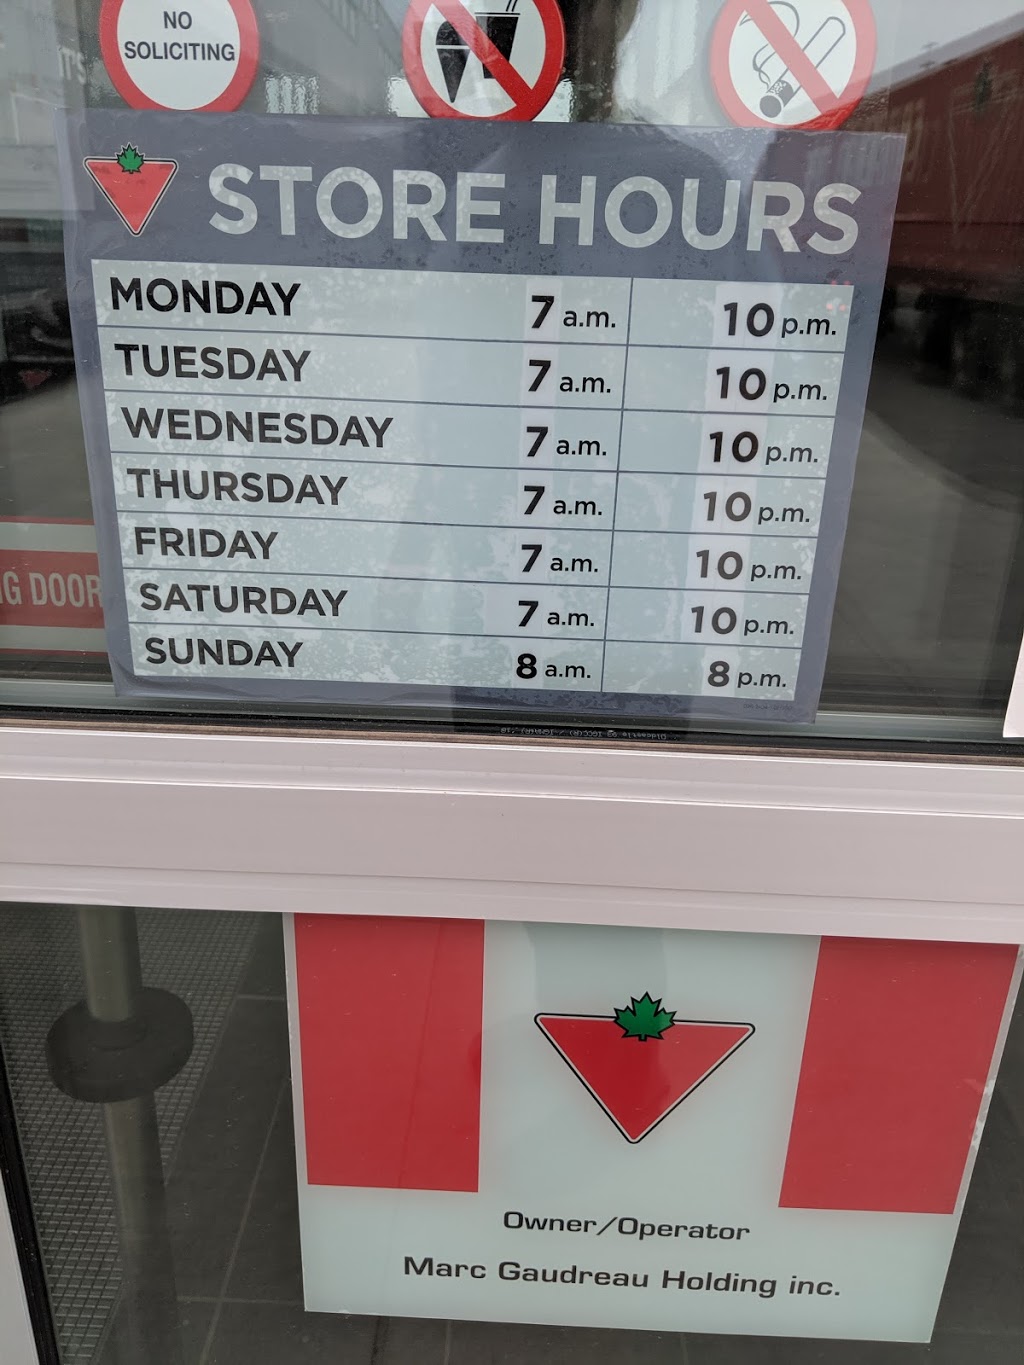 NO
SOLICITING
STORE HOURS
MONDAY 7 a.m. 10 p.m.
TUESDAY 7 a.m. 10 p.m.
WEDNESDAY 7 a.m. 10 p.m.
THURSDAY 7 a.m. 10 p.m.
FRIDAY 7 a.m. 10 p.m.
SATURDAY 7 a.m. 10 p.m.
SUNDAY 8 a.m. 8 p.m.
G DOOR
Owner/Operator
Marc Gaudreau Holding inc.